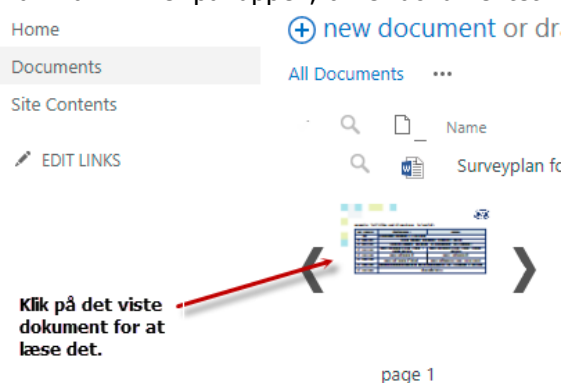 Home
new document or dr
Documents
All Documents ...
Site Contents
Name
EDIT LINKS
Surveyplan fo
Klik på det viste
dokument for at
læse det.
page 1